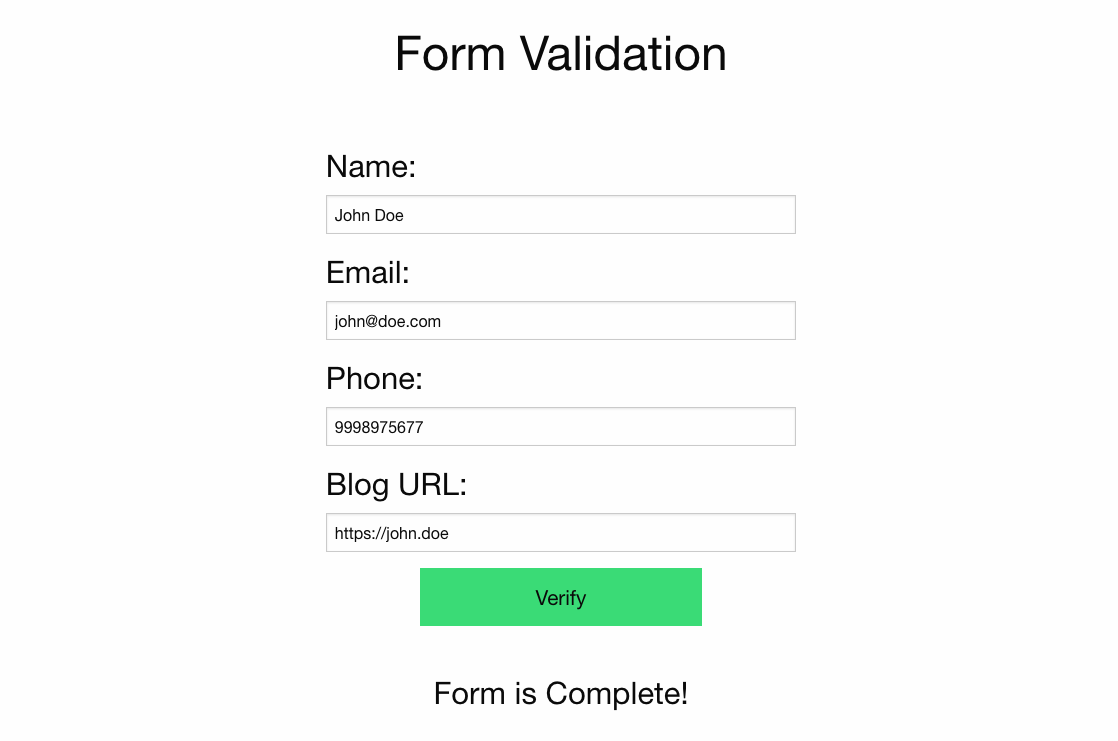 Form Validation
Name:
John Doe
Email:
john@doe.com
Phone:
9998975677
Blog URL:
https://john.doe
Verify
Form is Complete!